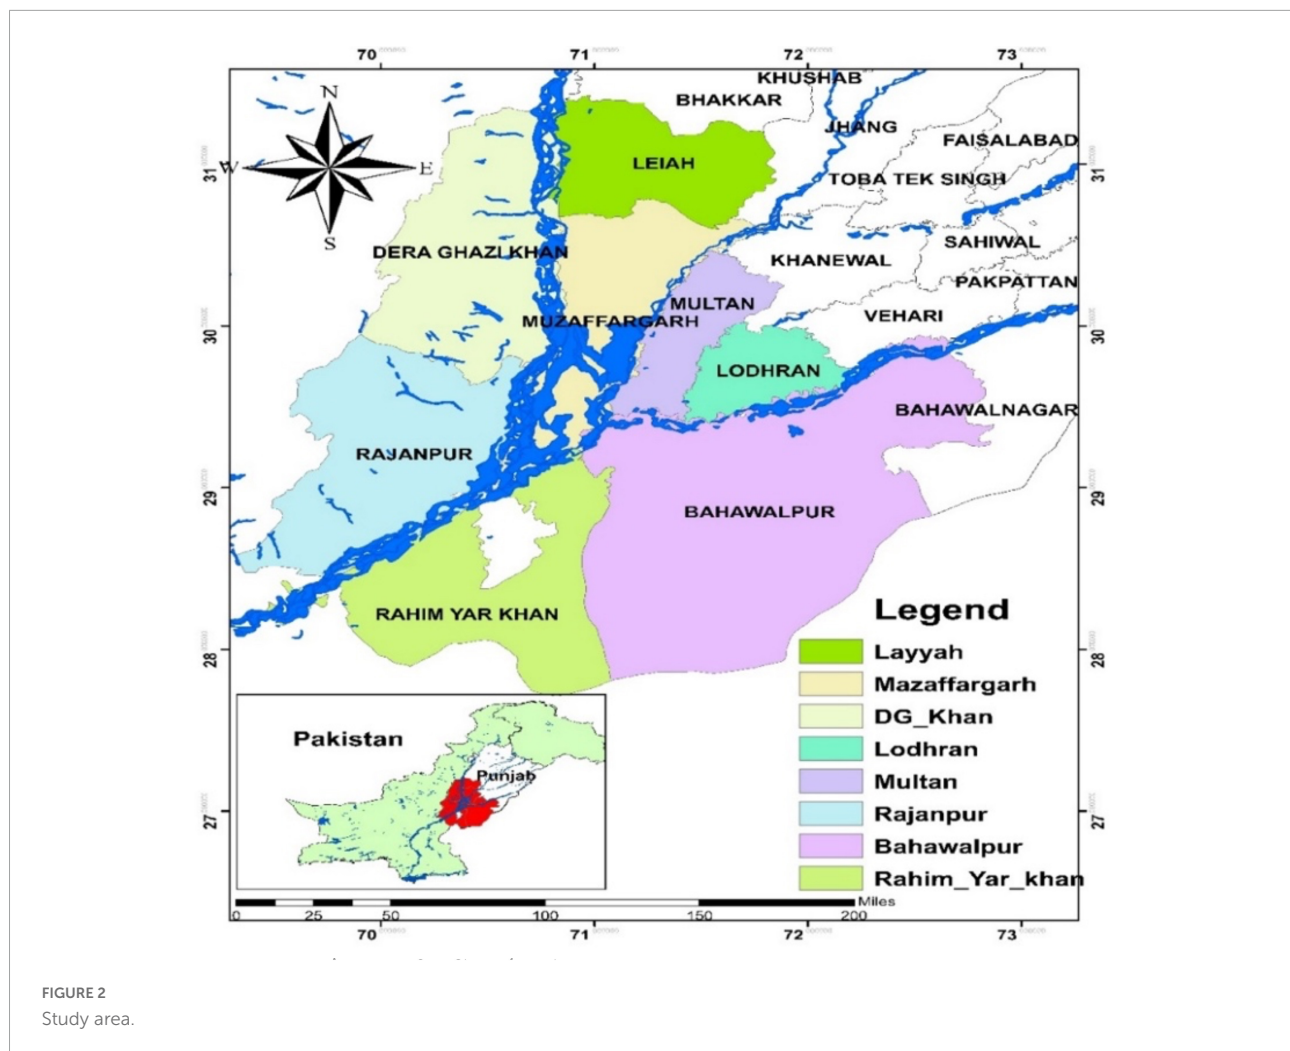 70
71
72
73
N
W
E
S
KHUSHAB
BHAKKAR
JHANG
FAISALABAD
LEIAH
TOBA TEK SINGH
31
31
DERA GHAZI KHAN
SAHIWAL
KHANEWAL
PAKPATTAN
MULTAN
VEHARI
MUZAFFARGARH
30
30
LODHRAN
BAHAWALNAGAR
RAJANPUR
29
29
BAHAWALPUR
RAHIM YAR KHAN
Legend
28
28
Layyah
Mazaffargarh
DG_Khan
Lodhran
Multan
Rajanpur
Bahawalpur
Rahim_Yar_khan
Pakistan
Punjab
27
27
Miles
0
25
50
100
150
200
70
71
72
73
FIGURE 2
Study area.